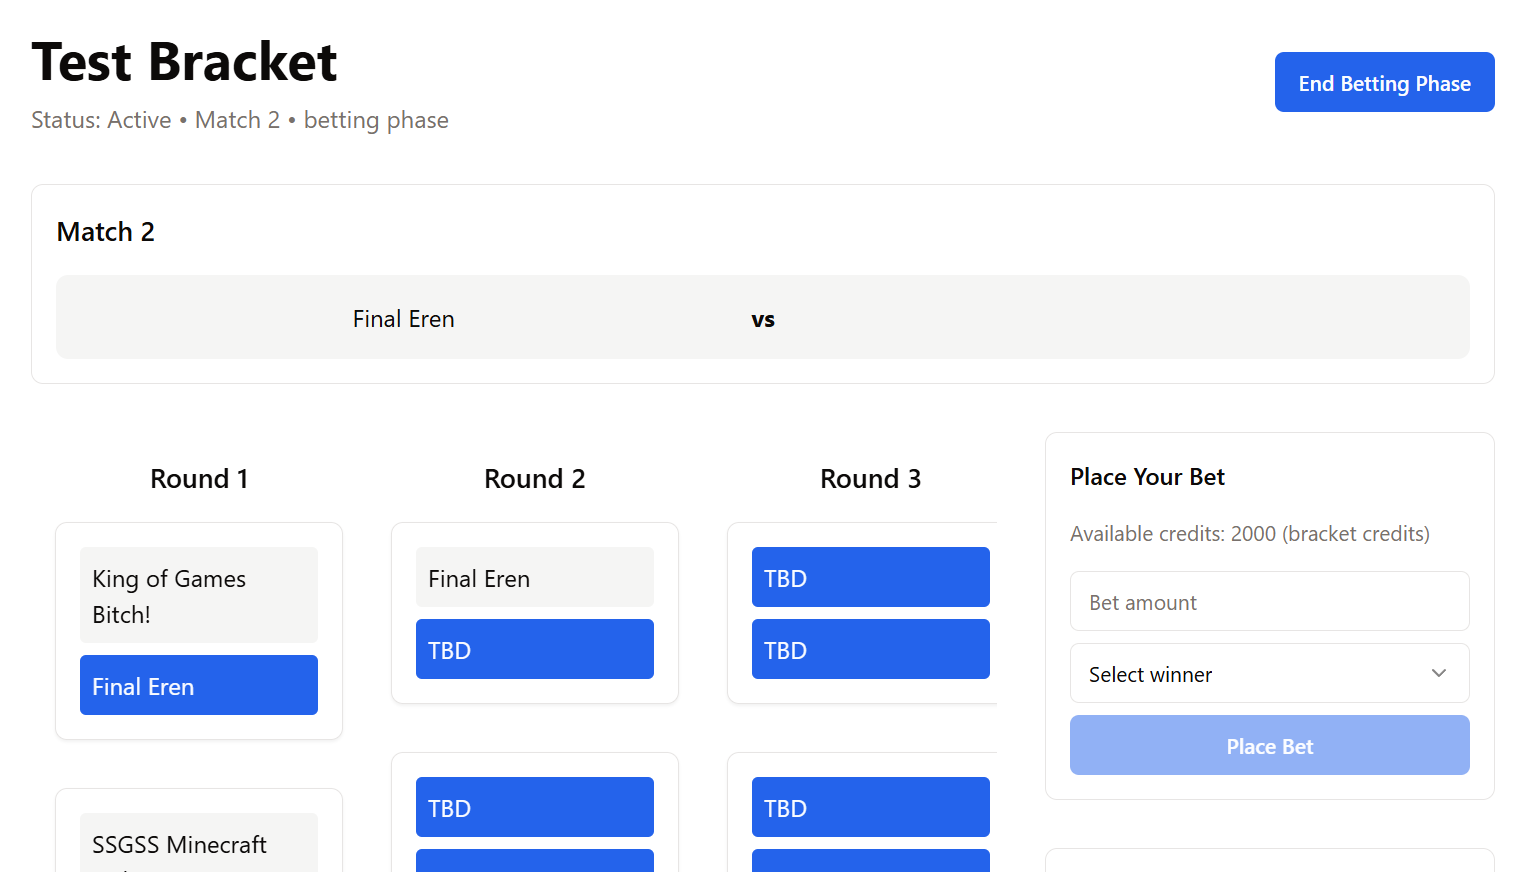 Test Bracket
Status: Active • Match 2 • betting phase
End Betting Phase
Match 2
Final Eren
vs
Round 1
King of Games
Bitch!
Final Eren
SSGSS Minecraft
Round 2
Final Eren
TBD
TBD
Round 3
TBD
TBD
TBD
Place Your Bet
Available credits: 2000 (bracket credits)
Bet amount
Select winner
Place Bet